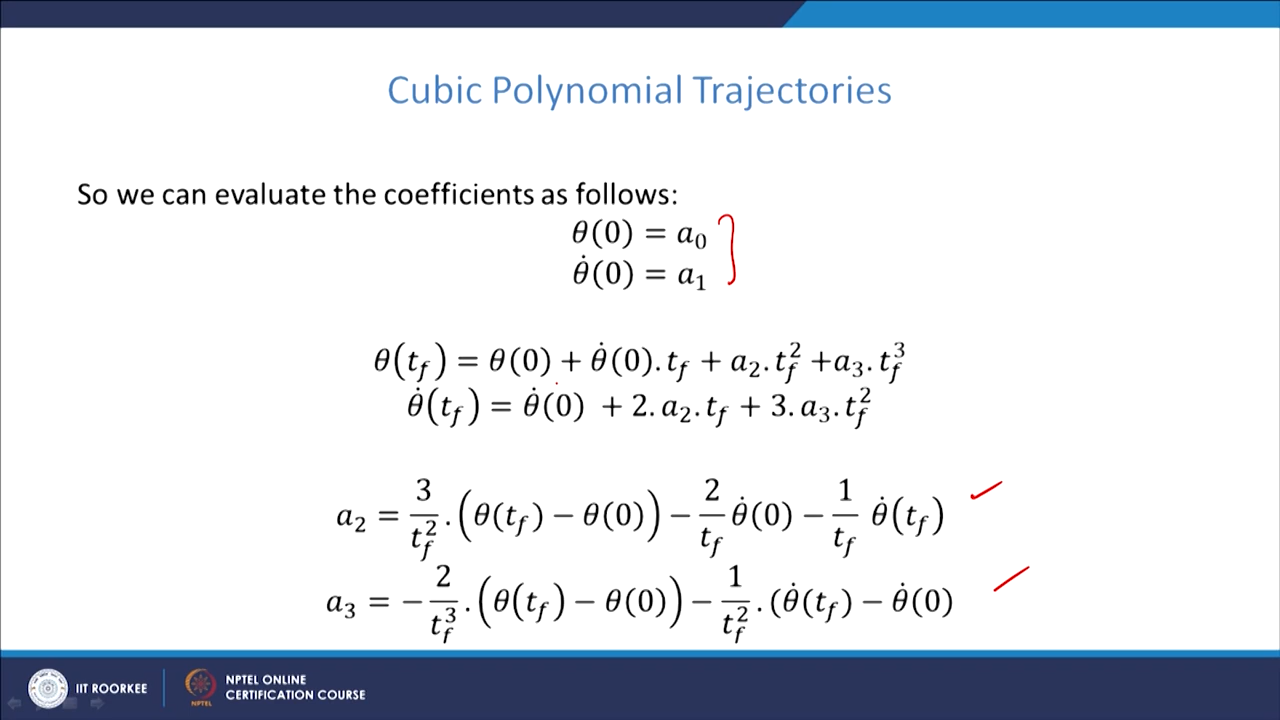 Cubic Polynomial Trajectories
So we can evaluate the coefficients as follows:
θ(0) = a₀
θ̇(0) = a₁
θ(t_f) = θ(0) + θ̇(0). t_f + a₂. t_f² +a₃. t_f³
θ̇(t_f) = θ̇(0) + 2. a₂. t_f + 3. a₃. t_f²
a₂ = 3/t_f² . (θ(t_f) − θ(0)) − 2/t_f θ̇(0) − 1/t_f θ̇(t_f)
a₃ = − 2/t_f³ . (θ(t_f) − θ(0)) − 1/t_f² . (θ̇(t_f) − θ̇(0)
IIT ROORKEE
NPTEL
NPTEL ONLINE
CERTIFICATION COURSE